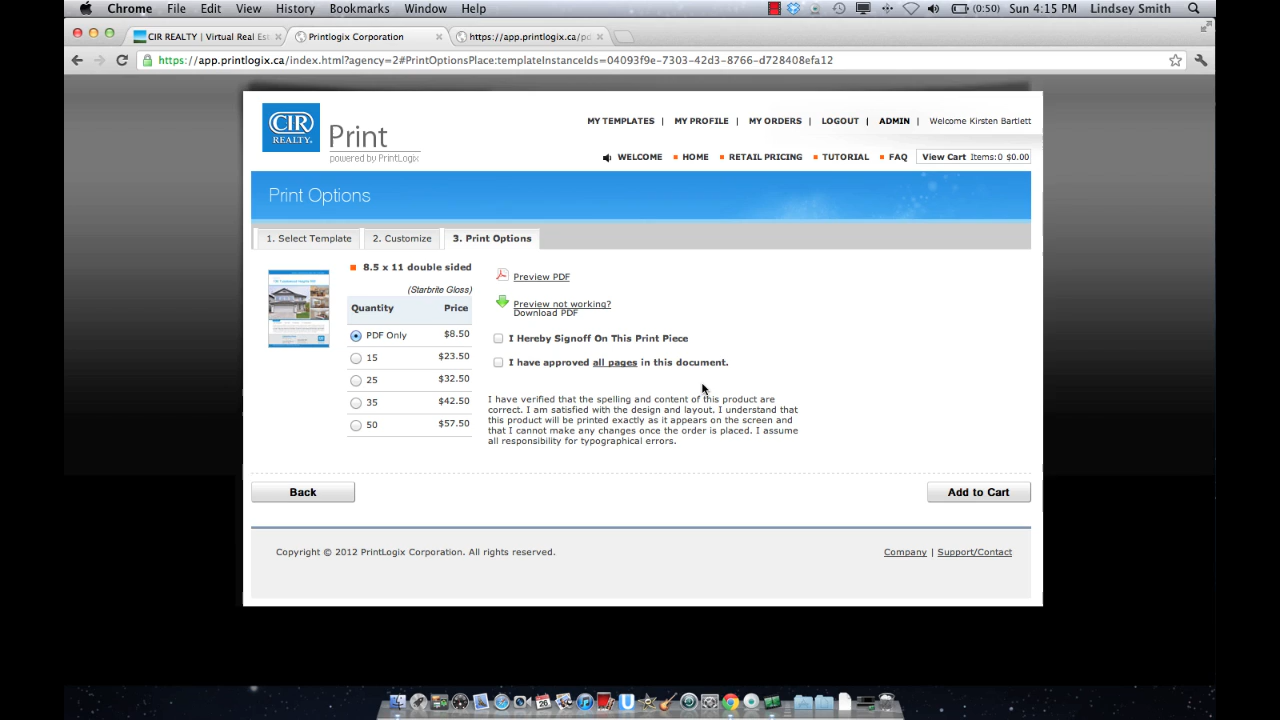 Chrome File Edit View History Bookmarks Window Help (0:50) Sun 4:15 PM Lindsey Smith
CIR REALTY | Virtual Real Est Printlogix Corporation https://app.printlogix.ca/pd
https://app.printlogix.ca/index.html?agency=2#PrintOptionsPlace:templateInstanceIds=04093f9e-7303-42d3-8766-d728408efa12
CIR
REALTY
Print
powered by PrintLogix
MY TEMPLATES | MY PROFILE | MY ORDERS | LOGOUT | ADMIN | Welcome Kirsten Bartlett
WELCOME HOME RETAIL PRICING TUTORIAL FAQ View Cart Items:0 $0.00
Print Options
1. Select Template 2. Customize 3. Print Options
8.5 x 11 double sided
(Starbrite Gloss)
Quantity Price
PDF Only $8.50
15 $23.50
25 $32.50
35 $42.50
50 $57.50
Preview PDF
Preview not working?
Download PDF
I Hereby Signoff On This Print Piece
I have approved all pages in this document.
I have verified that the spelling and content of this product are
correct. I am satisfied with the design and layout. I understand that
this product will be printed exactly as it appears on the screen and
that I cannot make any changes once the order is placed. I assume
all responsibility for typographical errors.
Back Add to Cart
Copyright © 2012 PrintLogix Corporation. All rights reserved. Company | Support/Contact